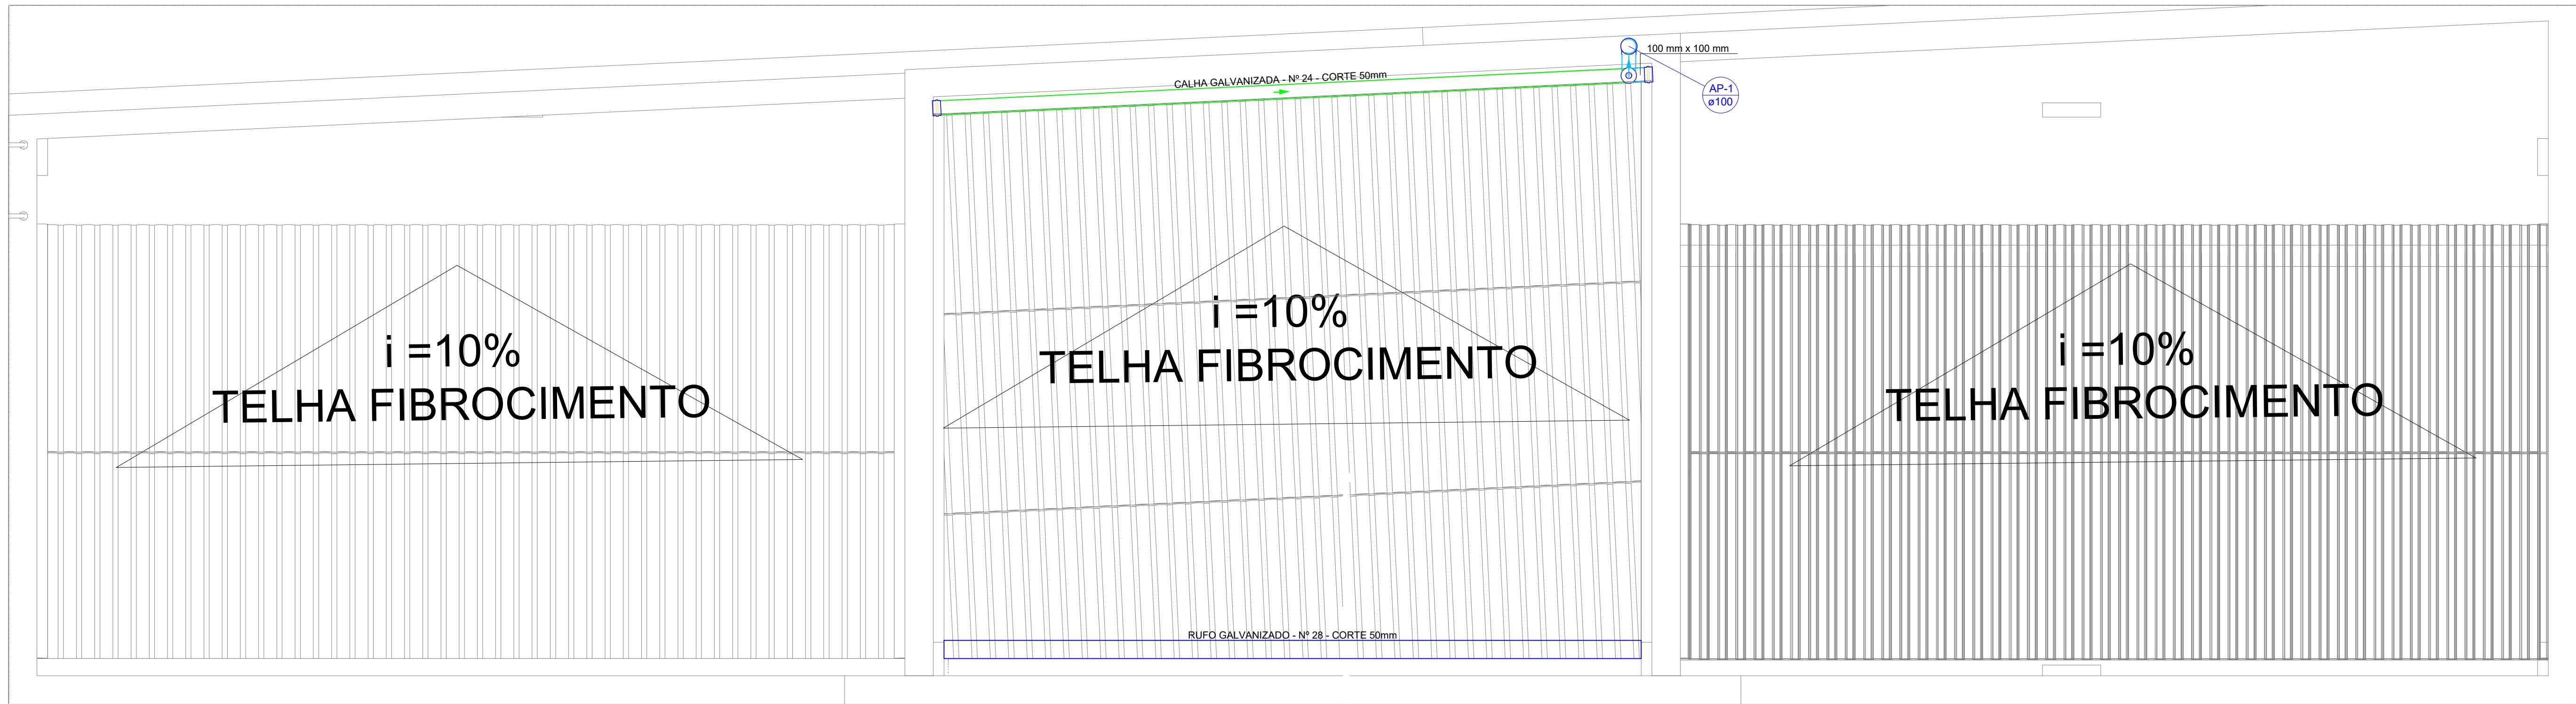 100 mm x 100 mm
CALHA GALVANIZADA - Nº 24 - CORTE 50mm
AP-1
ø100
i =10%
TELHA FIBROCIMENTO
i =10%
TELHA FIBROCIMENTO
i =10%
TELHA FIBROCIMENTO
RUFO GALVANIZADO - Nº 28 - CORTE 50mm